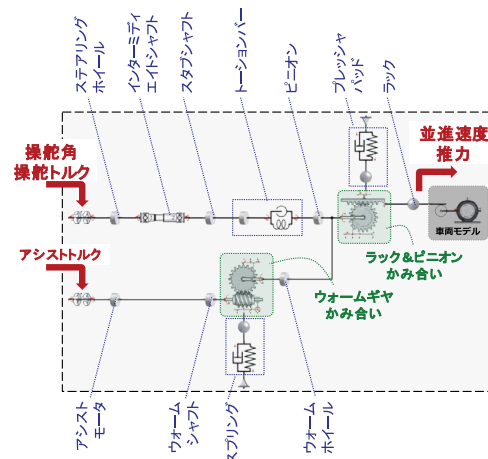 ステアリング
ホイール
インターミディ
エイトシャフト
スタブシャフト
トーションバー
ピニオン
プレッシャ
パッド
ラック
並進速度
推力
操舵角
操舵トルク
車両モデル
ラック&ピニオン
かみ合い
アシストトルク
ウォームギヤ
かみ合い
アシスト
モータ
ウォーム
シャフト
スプリング
ウォーム
ホイール